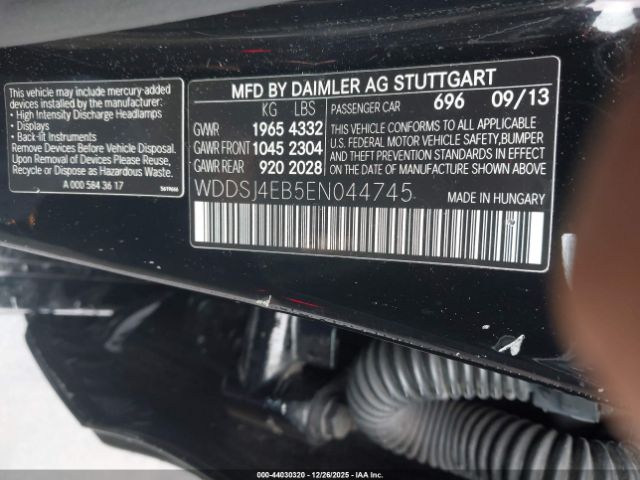 This vehicle may include mercury-added
devices installed by the manufacturer:
• High Intensity Discharge Headlamps
• Displays
• Back-lit Instruments
Remove Devices Before Vehicle Disposal.
Upon Removal of Devices Please Reuse,
Recycle or Dispose as Hazardous Waste.
A 000 584 36 17
MFD BY DAIMLER AG STUTTGART
KG LBS
GVWR 1965 4332
GAWR FRONT 1045 2304
GAWR REAR 920 2028
PASSENGER CAR 696 09/13
THIS VEHICLE CONFORMS TO ALL APPLICABLE
U.S. FEDERAL MOTOR VEHICLE SAFETY,BUMPER
AND THEFT PREVENTION STANDARDS IN EFFECT
ON THE DATE OF MANUFACTURE SHOWN ABOVE
WDDSJ4EB5EN044745
MADE IN HUNGARY
000-44030320 | 12/26/2025 | IAA Inc.